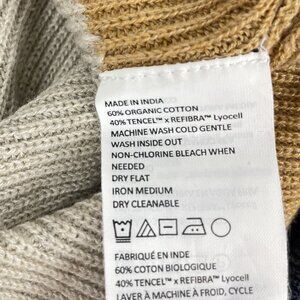 MADE IN INDIA
60% ORGANIC COTTON
40% TENCEL™ x REFIBRA™ Lyocell
MACHINE WASH COLD GENTLE
WASH INSIDE OUT
NON-CHLORINE BLEACH WHEN
NEEDED
DRY FLAT
IRON MEDIUM
DRY CLEANABLE
FABRIQUÉ EN INDE
60% COTON BIOLOGIQUE
40% TENCEL™ x REFIBRA™ Lyocell
LAVER À MACHINE À FROID, CYCLE